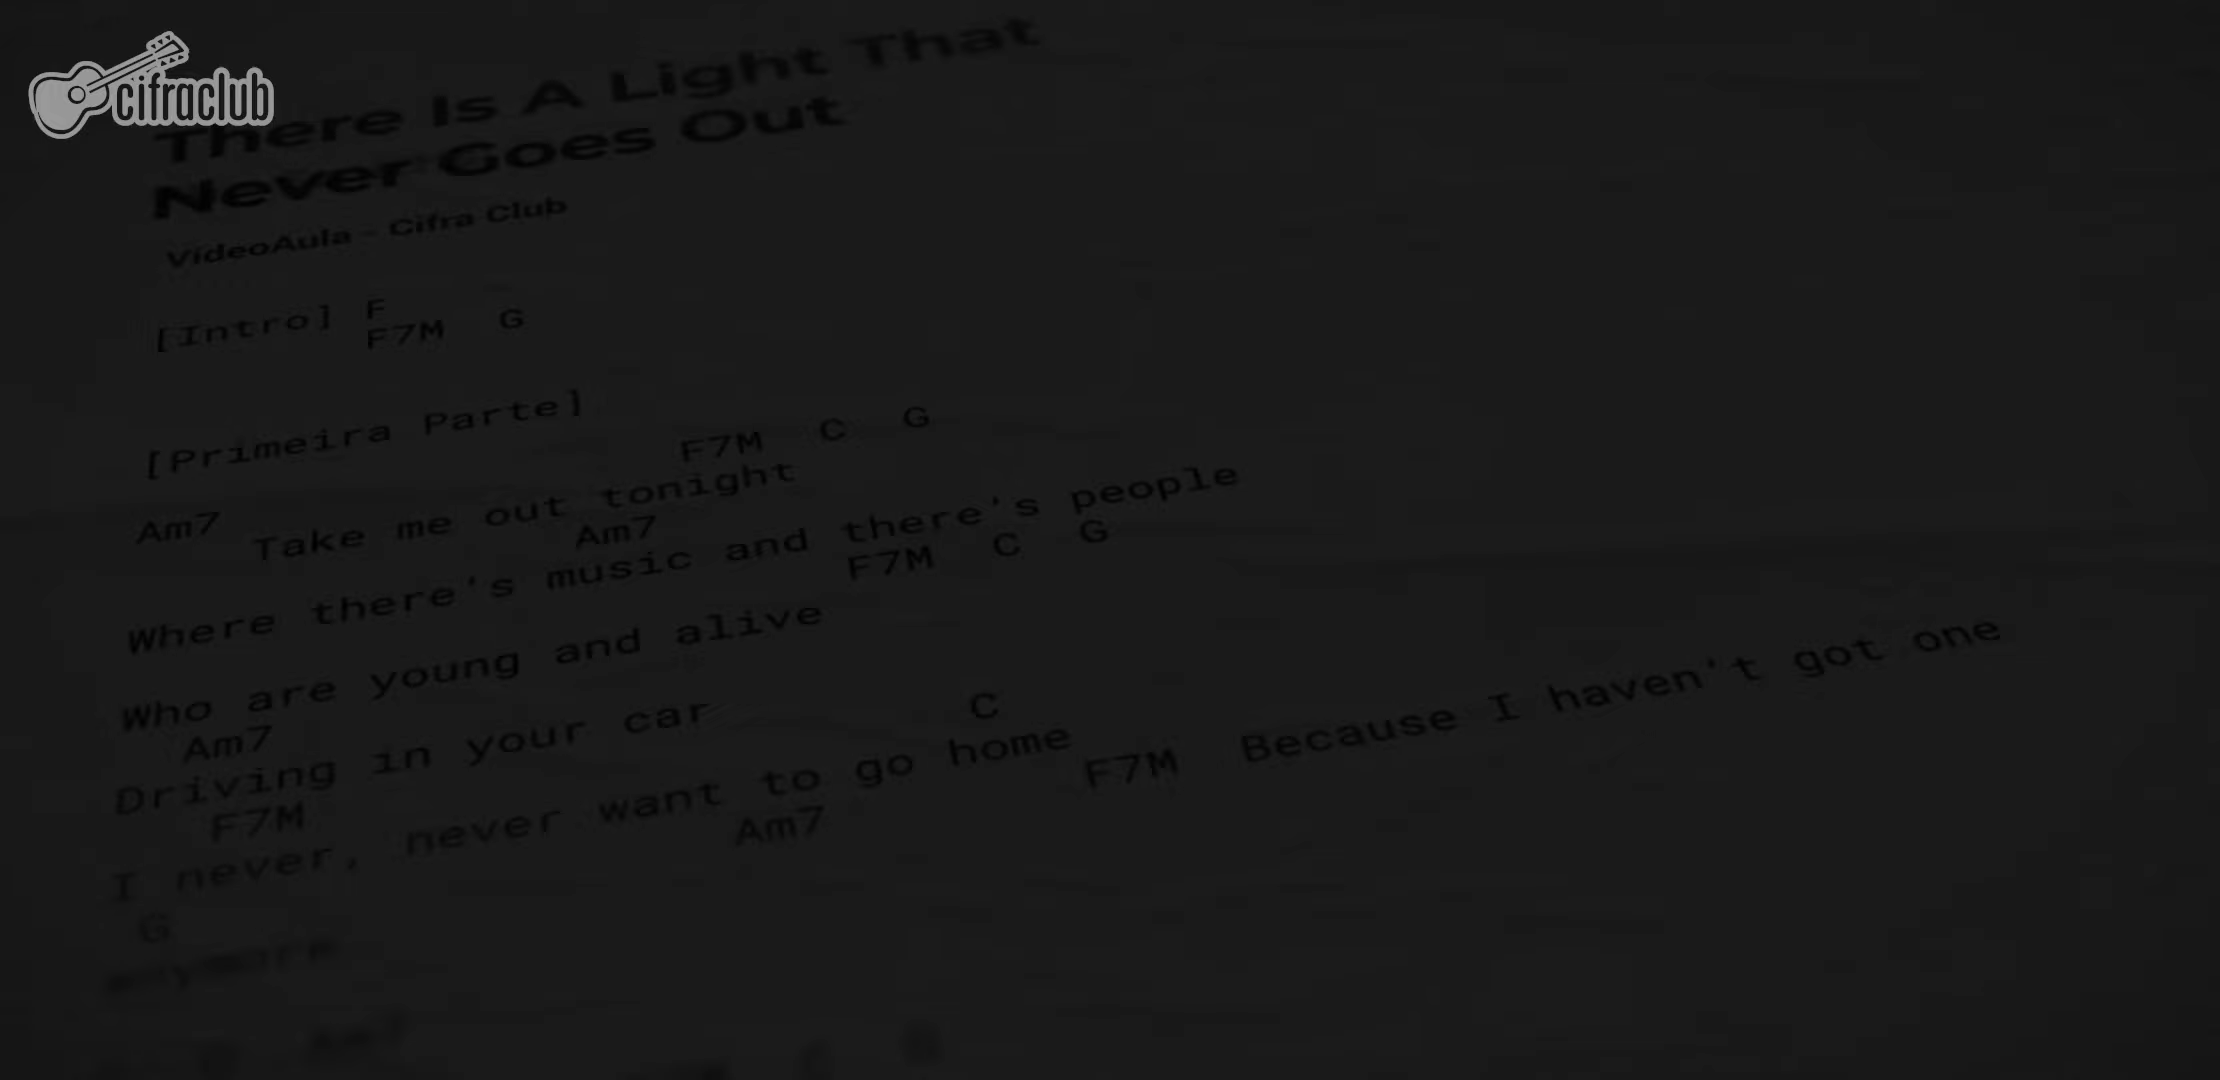 cifraclub
There Is A Light That
Never Goes Out
VideoAula - Cifra Club
[Intro] F
F7M G
[Primeira Parte]
F7M C G
Am7 Take me out tonight
Am7
Where there's music and there's people
F7M C G
Who are young and alive
Am7
Driving in your car
F7M C
I never, never want to go home
Am7 F7M Because I haven't got one
G
anymore
Am7